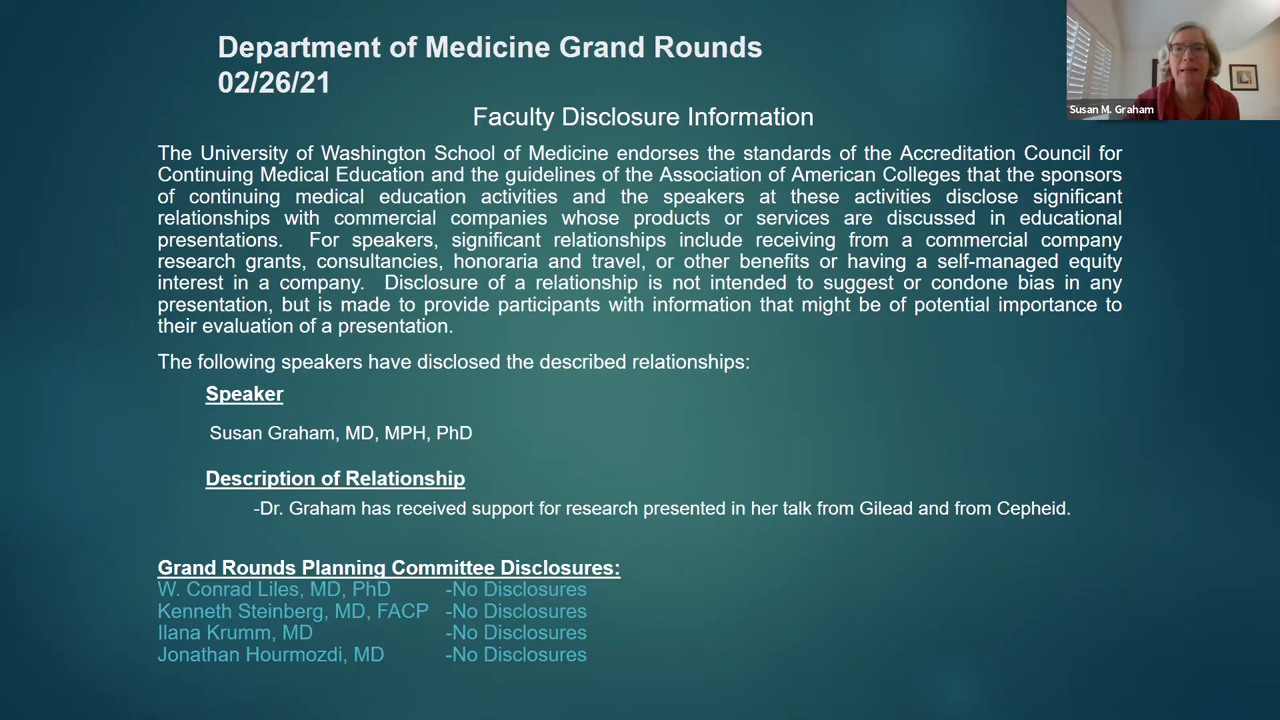 Department of Medicine Grand Rounds
02/26/21
Susan M. Graham
Faculty Disclosure Information
The University of Washington School of Medicine endorses the standards of the Accreditation Council for
Continuing Medical Education and the guidelines of the Association of American Colleges that the sponsors
of continuing medical education activities and the speakers at these activities disclose significant
relationships with commercial companies whose products or services are discussed in educational
presentations. For speakers, significant relationships include receiving from a commercial company
research grants, consultancies, honoraria and travel, or other benefits or having a self-managed equity
interest in a company. Disclosure of a relationship is not intended to suggest or condone bias in any
presentation, but is made to provide participants with information that might be of potential importance to
their evaluation of a presentation.
The following speakers have disclosed the described relationships:
Speaker
Susan Graham, MD, MPH, PhD
Description of Relationship
-Dr. Graham has received support for research presented in her talk from Gilead and from Cepheid.
Grand Rounds Planning Committee Disclosures:
W. Conrad Liles, MD, PhD -No Disclosures
Kenneth Steinberg, MD, FACP -No Disclosures
Ilana Krumm, MD -No Disclosures
Jonathan Hourmozdi, MD -No Disclosures